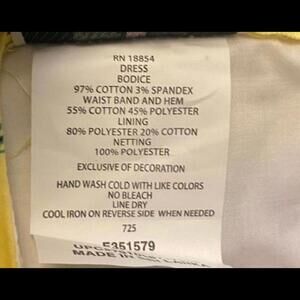 RN 18854
DRESS
BODICE
97% COTTON 3% SPANDEX
WAIST BAND AND HEM
55% COTTON 45% POLYESTER
LINING
80% POLYESTER 20% COTTON
NETTING
100% POLYESTER
EXCLUSIVE OF DECORATION
HAND WASH COLD WITH LIKE COLORS
NO BLEACH
LINE DRY
COOL IRON ON REVERSE SIDE WHEN NEEDED
725
E351579
MADE IN